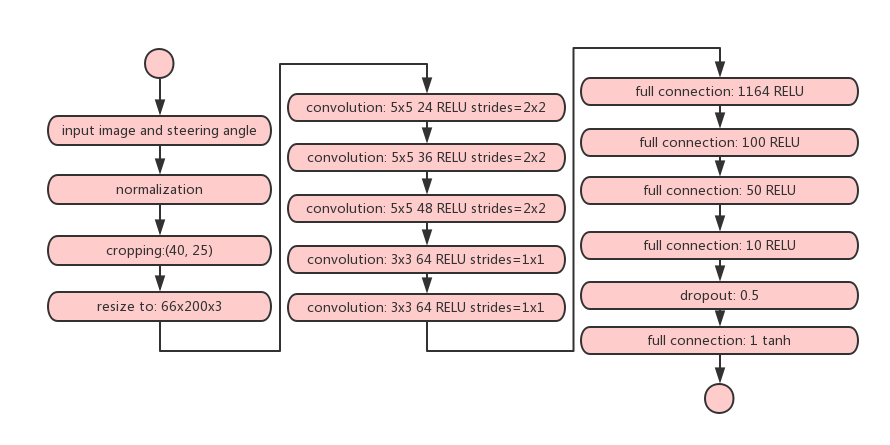 input image and steering angle
normalization
cropping:(40, 25)
resize to: 66x200x3
convolution: 5x5 24 RELU strides=2x2
convolution: 5x5 36 RELU strides=2x2
convolution: 5x5 48 RELU strides=2x2
convolution: 3x3 64 RELU strides=1x1
convolution: 3x3 64 RELU strides=1x1
full connection: 1164 RELU
full connection: 100 RELU
full connection: 50 RELU
full connection: 10 RELU
dropout: 0.5
full connection: 1 tanh